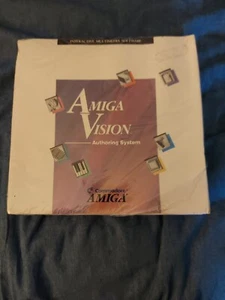 AMIGA
VISION
Authoring System
Commodore
AMIGA